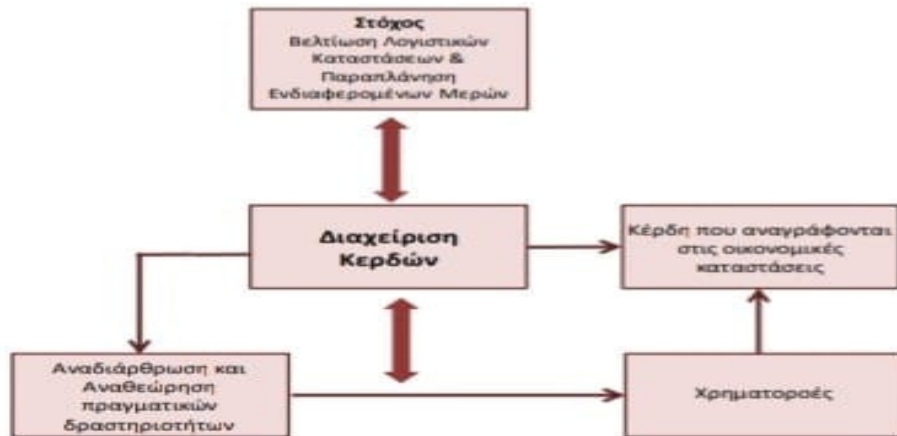 Στόχος
Βελτίωση Λογιστικών
Καταστάσεων &
Παραπλάνηση
Ενδιαφερομένων Μερών
Διαχείριση
Κερδών
Κέρδη που αναγράφονται
στις οικονομικές
καταστάσεις
Αναδιάρθρωση και
Αναθεώρηση
πραγματικών
δραστηριοτήτων
Χρηματοροές